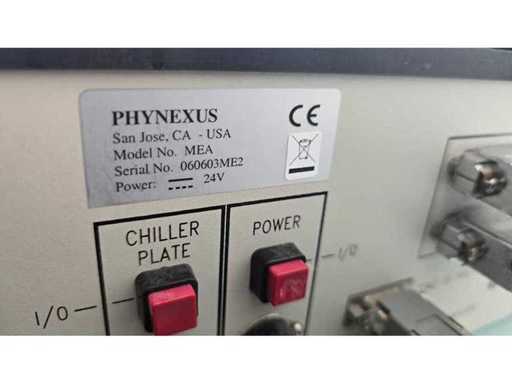 PHYNEXUS
San Jose, CA - USA
Model No. MEA
Serial No. 060603ME2
Power: 24V
CE
CHILLER
PLATE
POWER
I/O
I/O